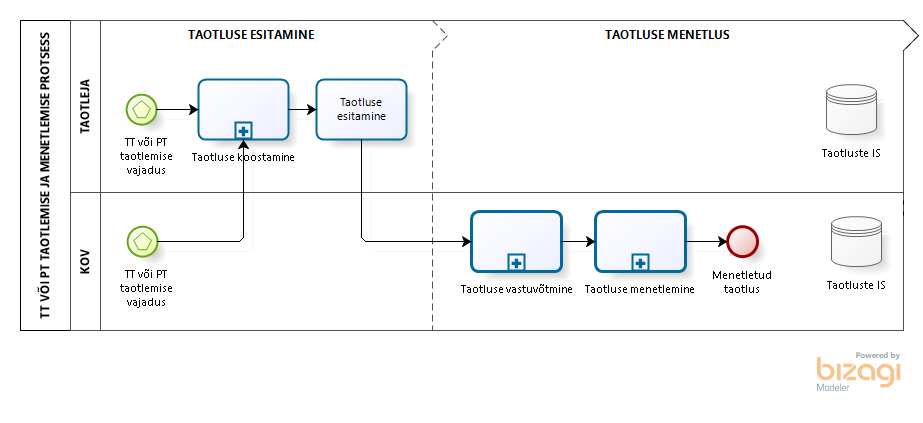 TT VÕI PT TAOTLEMISE JA MENETLEMISE PROTSESS
TAOTLUSE ESITAMINE
TAOTLUSE MENETLUS
TAOTLEJA
TT või PT
taotlemise
vajadus
Taotluse koostamine
Taotluse
esitamine
Taotluste IS
KOV
TT või PT
taotlemise
vajadus
Taotluse vastuvõtmine
Taotluse menetlemine
Menetletud
taotlus
Taotluste IS
Powered by
bizagi
Modeler